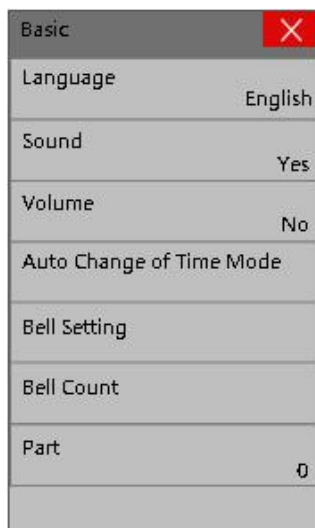 Basic
Language
English
Sound
Yes
Volume
No
Auto Change of Time Mode
Bell Setting
Bell Count
Part
0